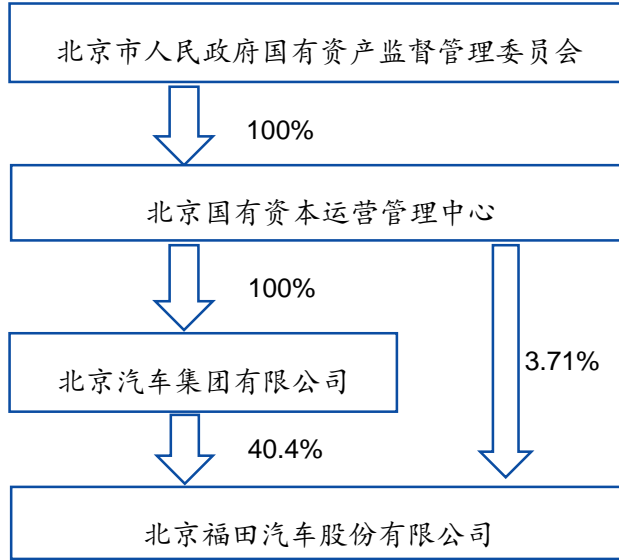 北京市人民政府国有资产监督管理委员会
100%
北京国有资本运营管理中心
100%
北京汽车集团有限公司
3.71%
40.4%
北京福田汽车股份有限公司